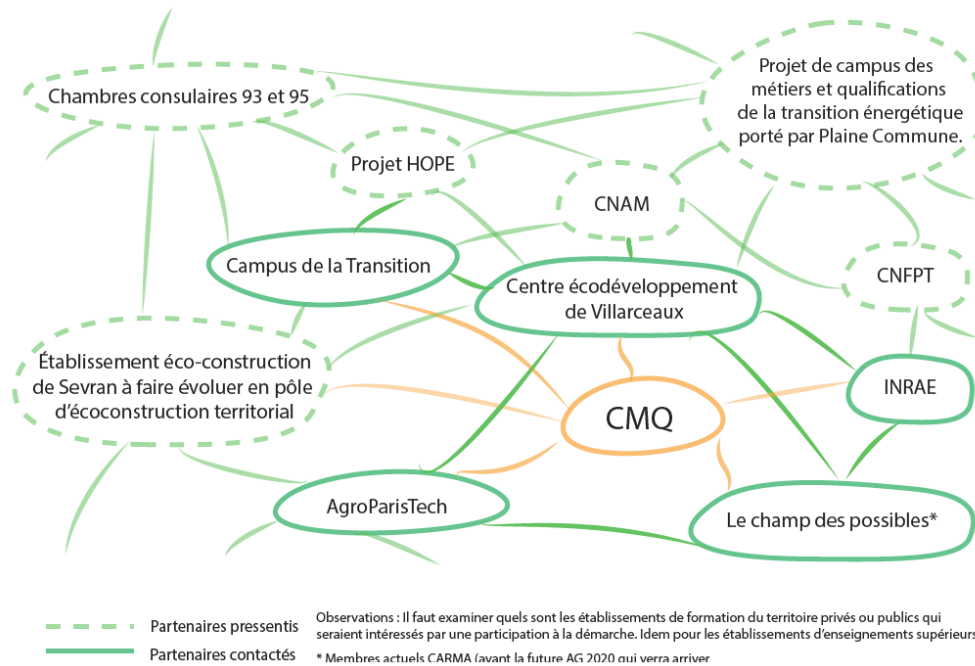 Chambres consulaires 93 et 95
Projet de campus des
métiers et qualifications
de la transition énergétique
porté par Plaine Commune.
Projet HOPE
CNAM
Campus de la Transition
Centre écodéveloppement
de Villarceaux
CNFPT
Établissement éco-construction
de Sevran à faire évoluer en pôle
d’écoconstruction territorial
CMQ
INRAE
AgroParisTech
Le champ des possibles*
Partenaires pressentis
Partenaires contactés
Observations : Il faut examiner quels sont les établissements de formation du territoire privés ou publics qui
seraient intéressés par une participation à la démarche. Idem pour les établissements d’enseignements supérieurs
* Membres actuels CARMA (avant la future AG 2020 qui verra arriver